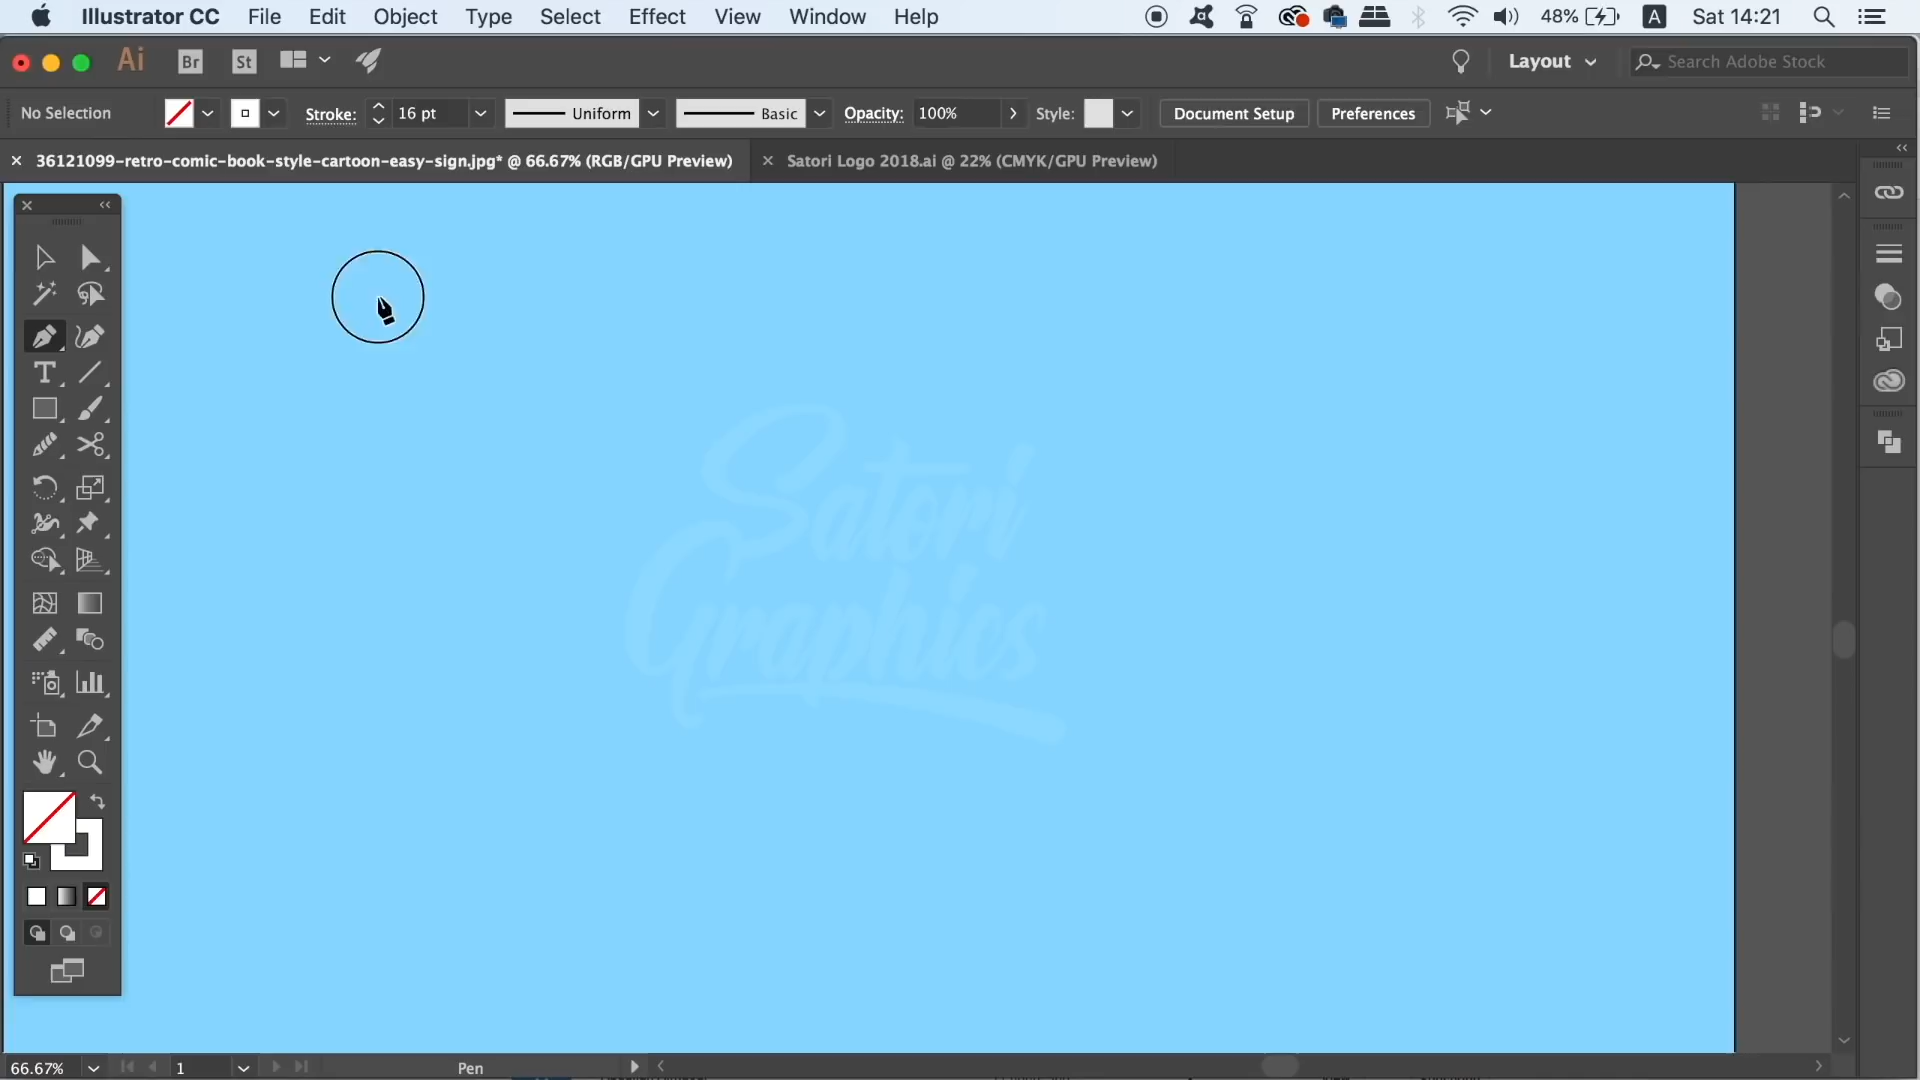 Illustrator CC File Edit Object Type Select Effect View Window Help 48% A Sat 14:21
Ai Br St Layout Search Adobe Stock
No Selection Stroke: 16 pt Uniform Basic Opacity: 100% Style: Document Setup Preferences
36121099-retro-comic-book-style-cartoon-easy-sign.jpg* @ 66.67% (RGB/GPU Preview) Satori Logo 2018.ai @ 22% (CMYK/GPU Preview)
Satori
Graphics
66.67% 1 Pen